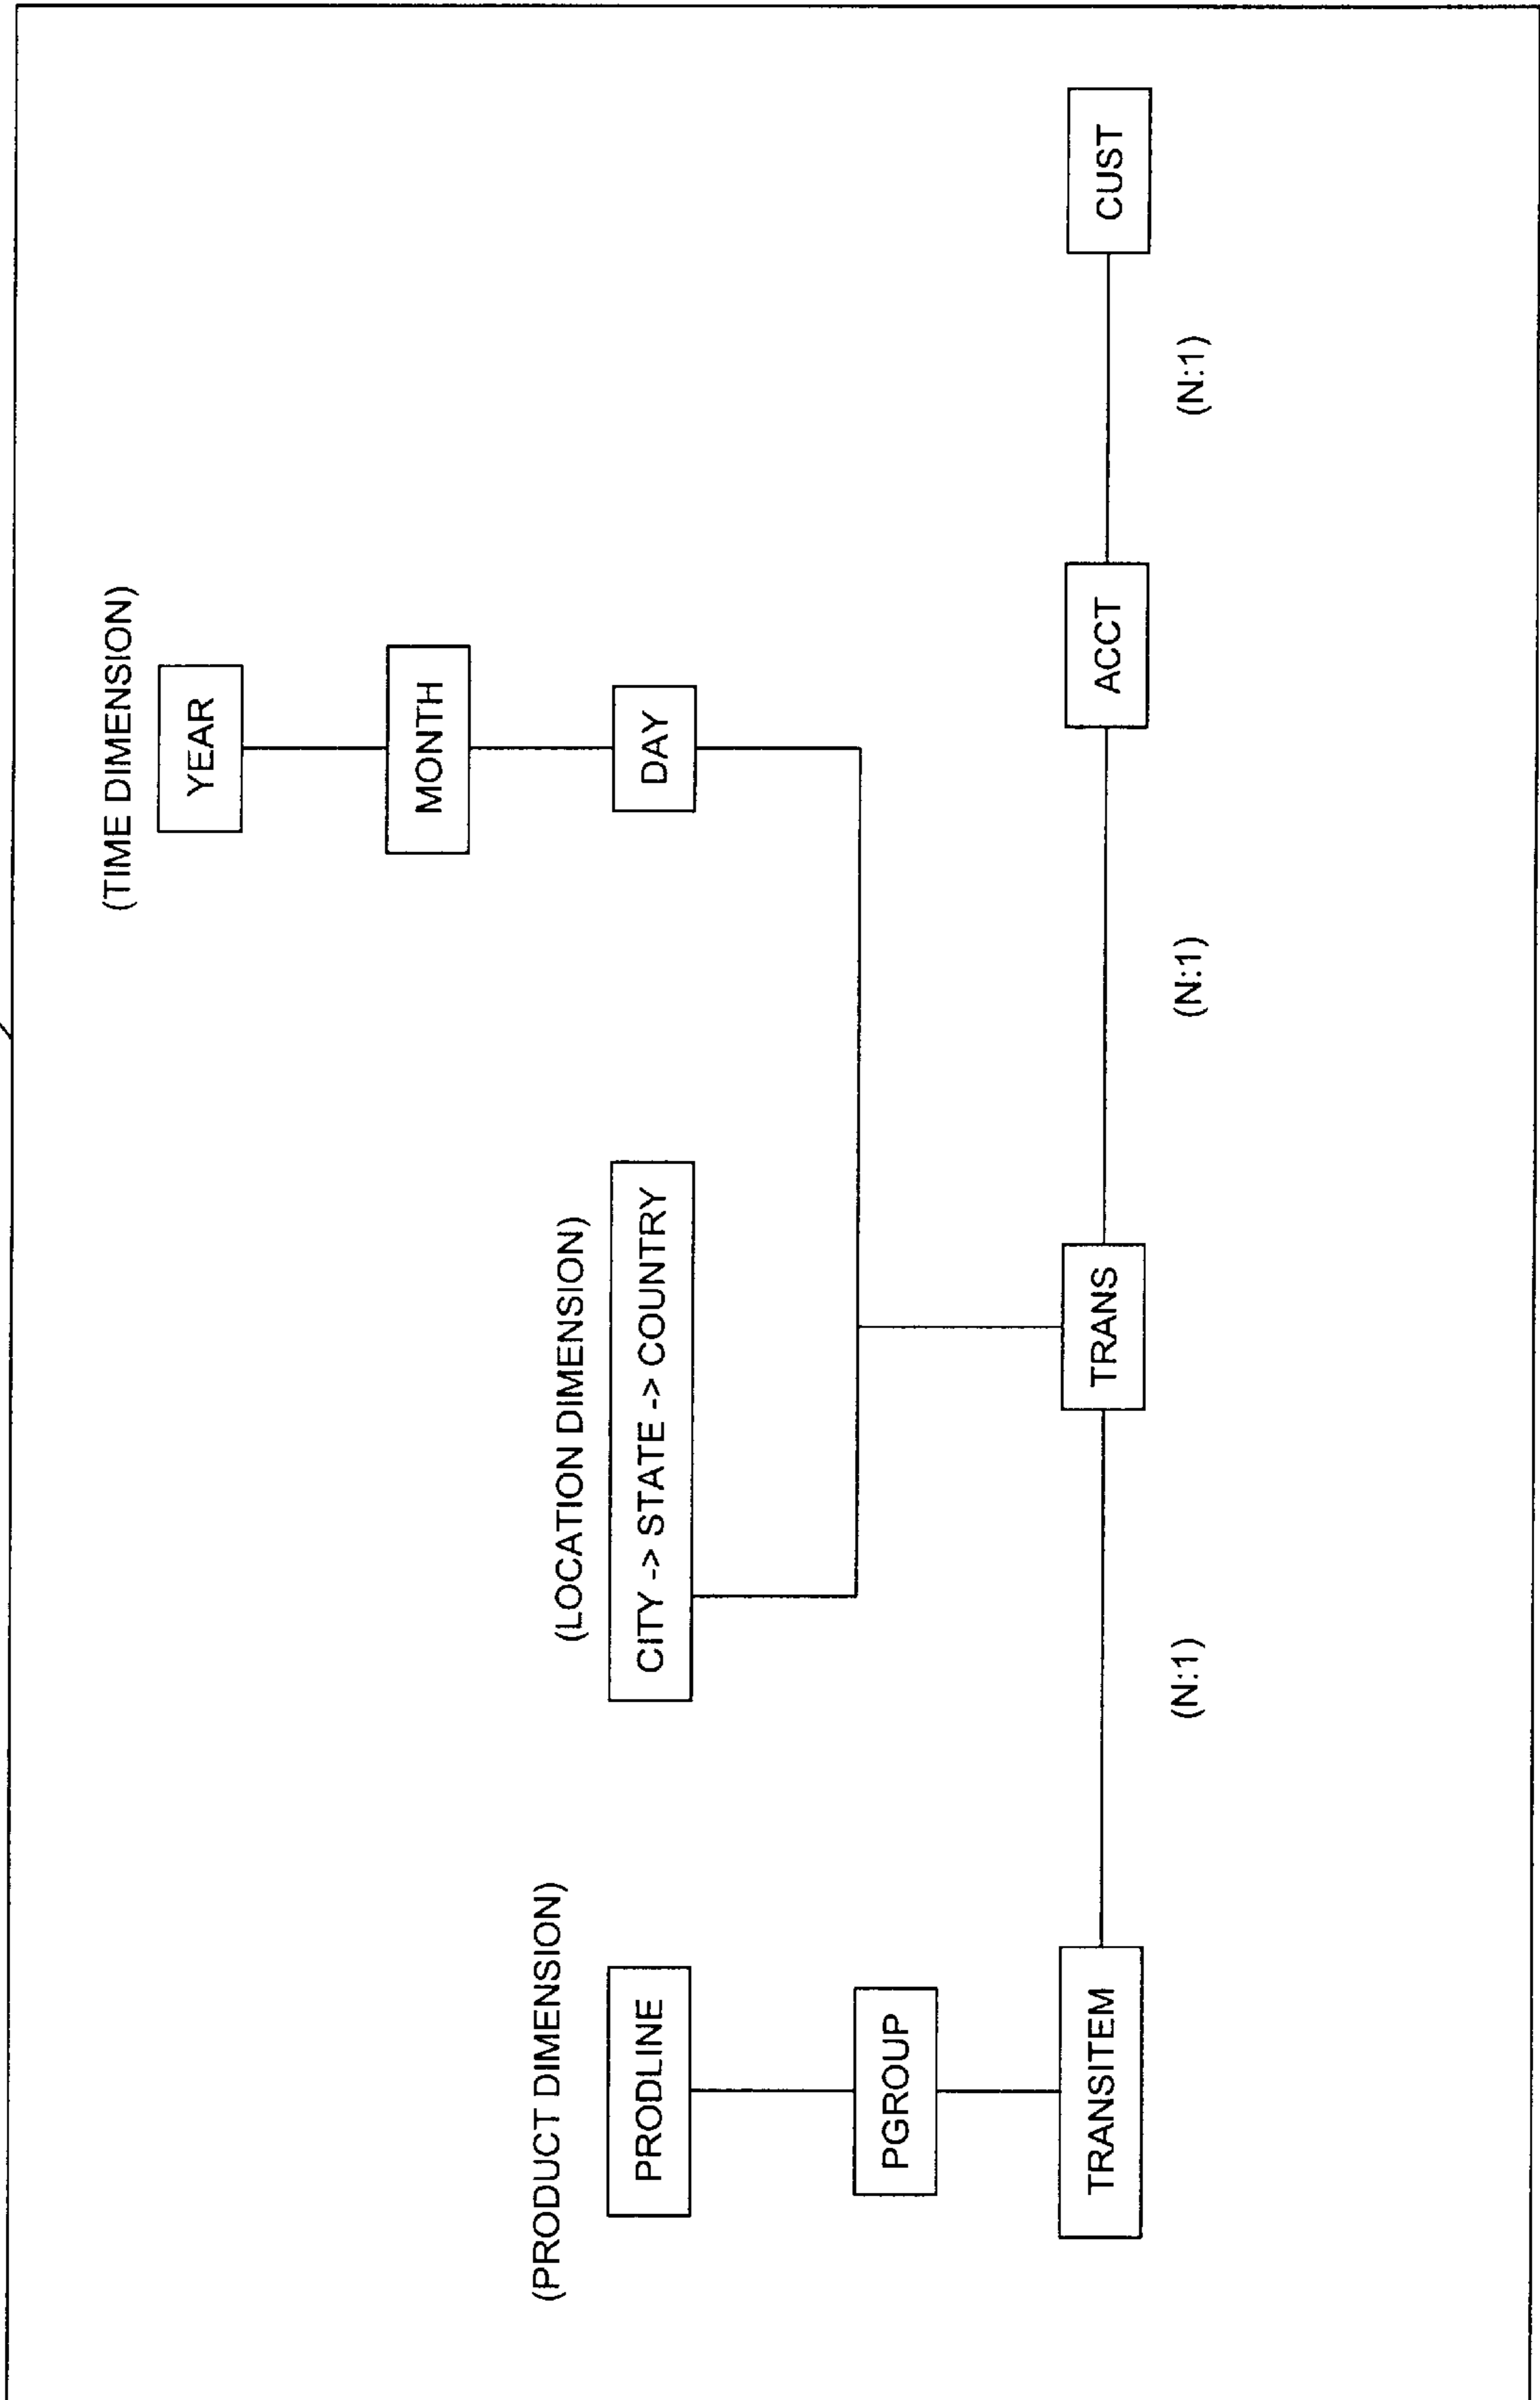 (TIME DIMENSION)
YEAR
MONTH
(LOCATION DIMENSION)
(PRODUCT DIMENSION)
PRODLINE
CITY -> STATE -> COUNTRY
DAY
PGROUP
TRANSITEM
TRANS
ACCT
CUST
(N:1)
(N:1)
(N:1)